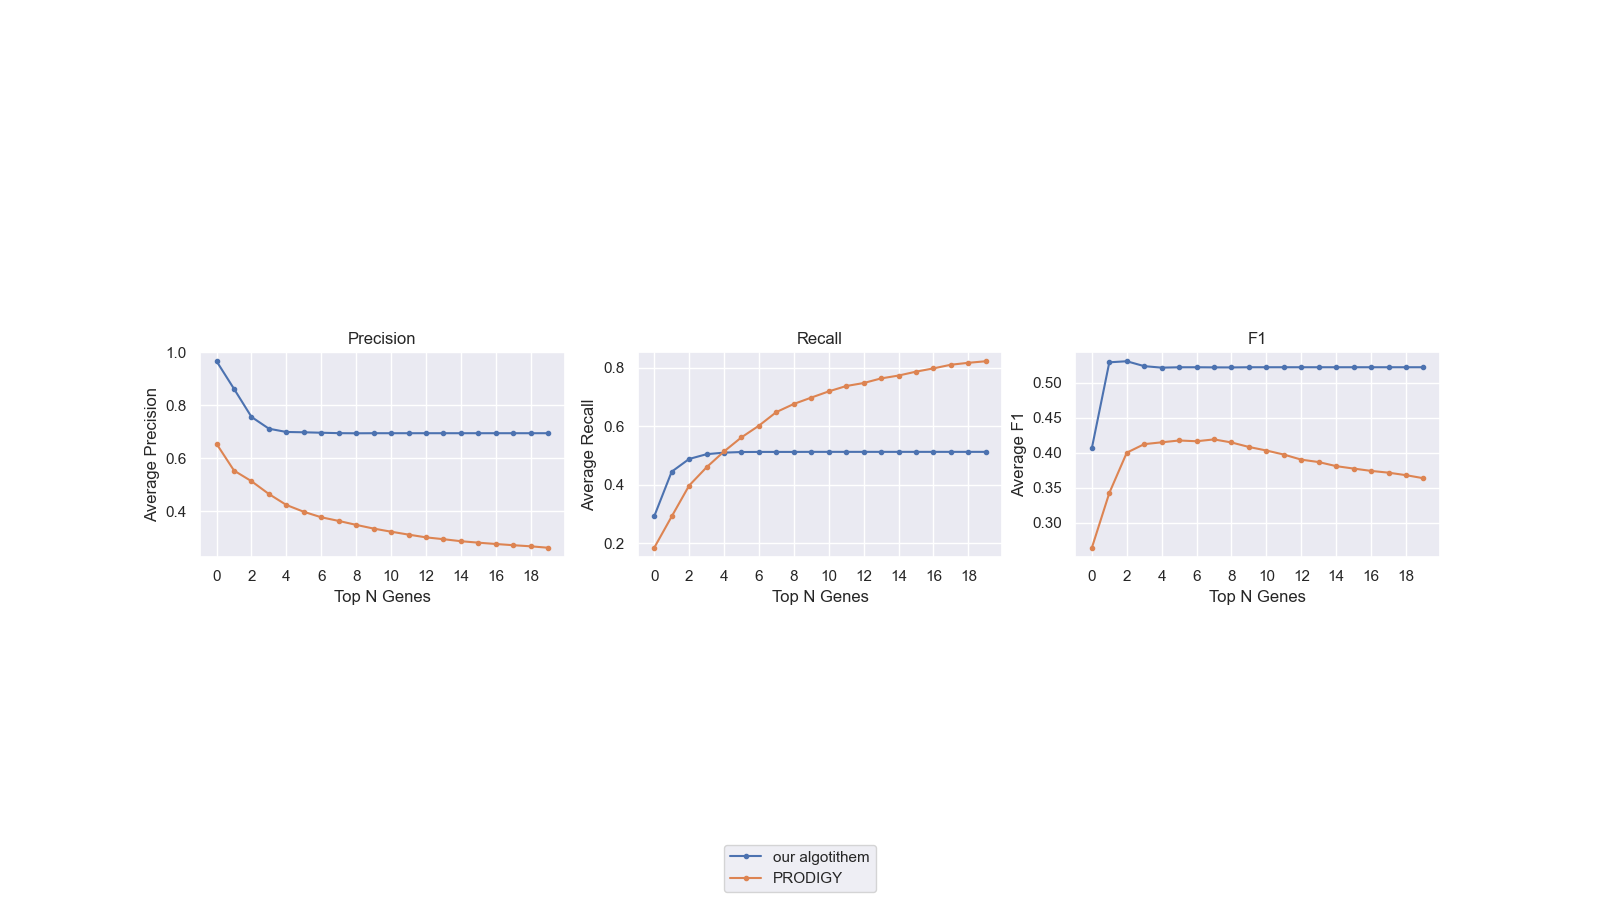 Precision
Average Precision
1.0
0.8
0.6
0.4
0 2 4 6 8 10 12 14 16 18
Top N Genes
Recall
Average Recall
0.8
0.6
0.4
0.2
0 2 4 6 8 10 12 14 16 18
Top N Genes
F1
Average F1
0.50
0.45
0.40
0.35
0.30
0 2 4 6 8 10 12 14 16 18
Top N Genes
our algotithem
PRODIGY